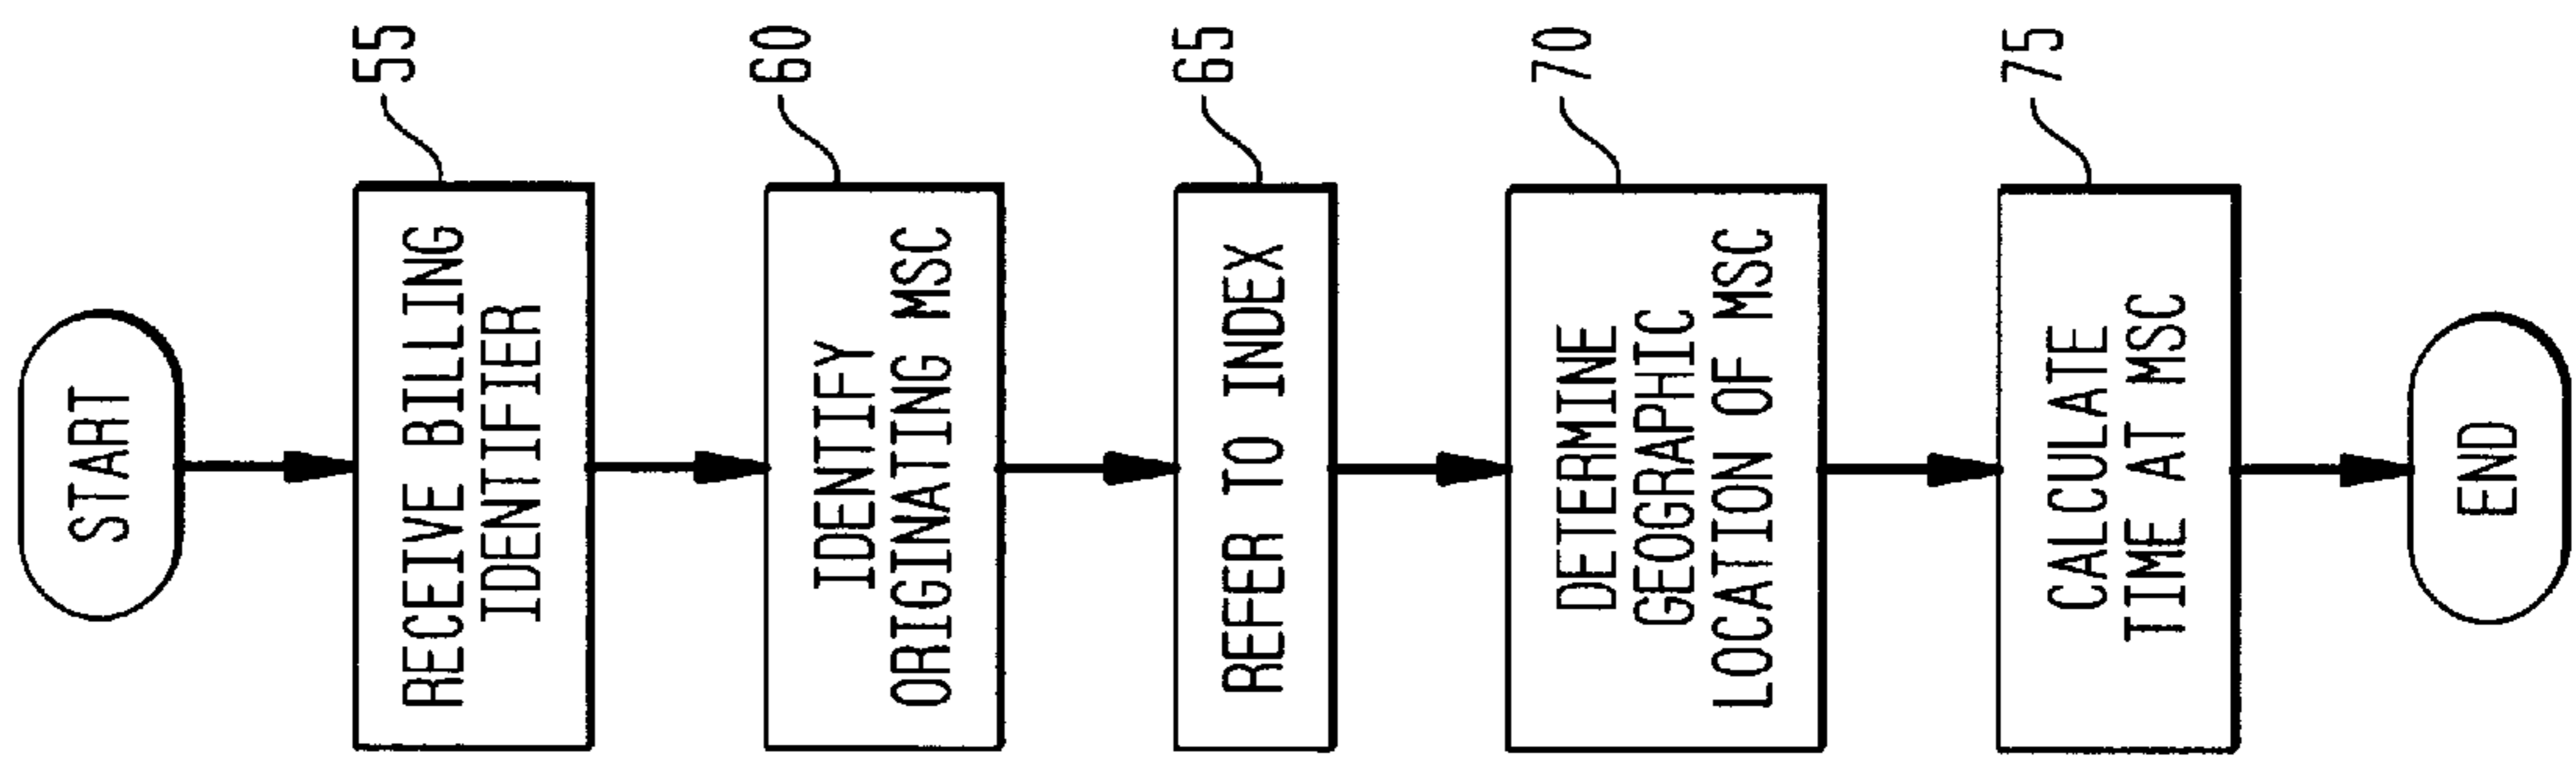 START
RECEIVE BILLING
IDENTIFIER
55
IDENTIFY
ORIGINATING MSC
60
REFER TO INDEX
65
DETERMINE
GEOGRAPHIC
LOCATION OF MSC
70
CALCULATE
TIME AT MSC
75
END